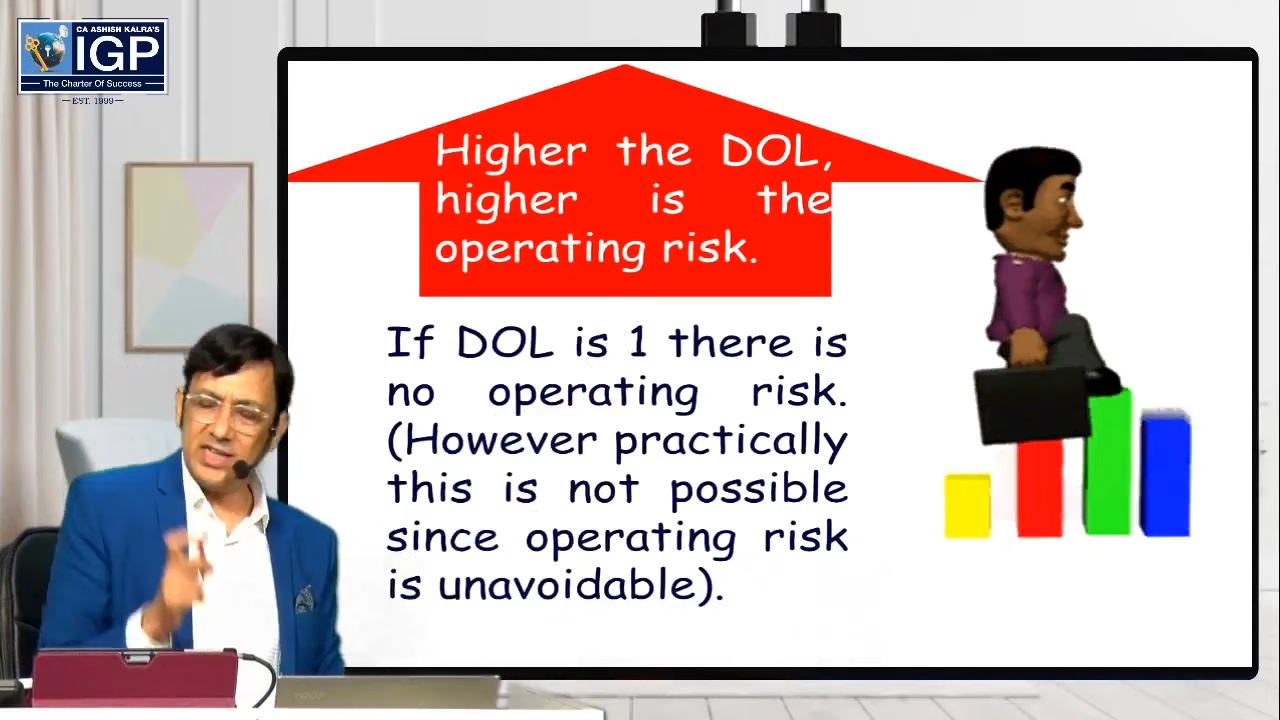 CA ASHISH KALRA'S
IGP
The Charter Of Success
EST. 1999
Higher the DOL,
higher is the
operating risk.
If DOL is 1 there is
no operating risk.
(However practically
this is not possible
since operating risk
is unavoidable).